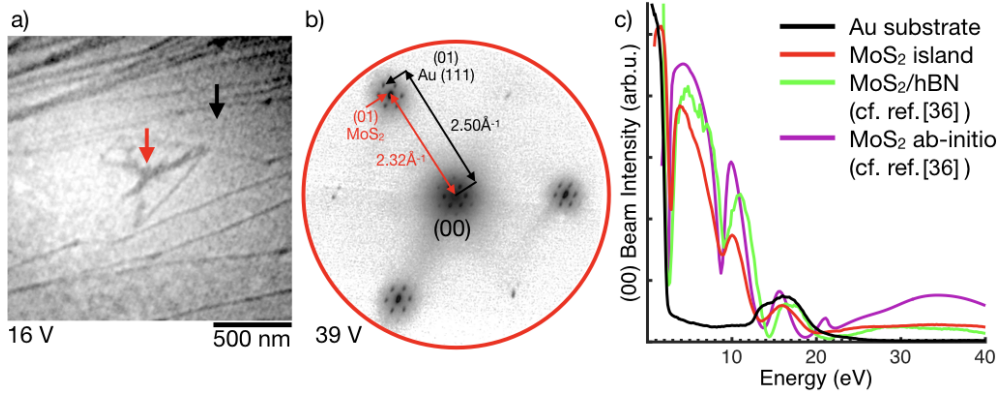 a)
16 V
500 nm
b)
(01)
Au (111)
(01)
MoS₂
2.50Å⁻¹
2.32Å⁻¹
(00)
39 V
c)
(00) Beam Intensity (arb.u.)
Au substrate
MoS₂ island
MoS₂/hBN
(cf. ref.[36] )
MoS₂ ab-initio
(cf. ref.[36] )
10 20 30 40
Energy (eV)